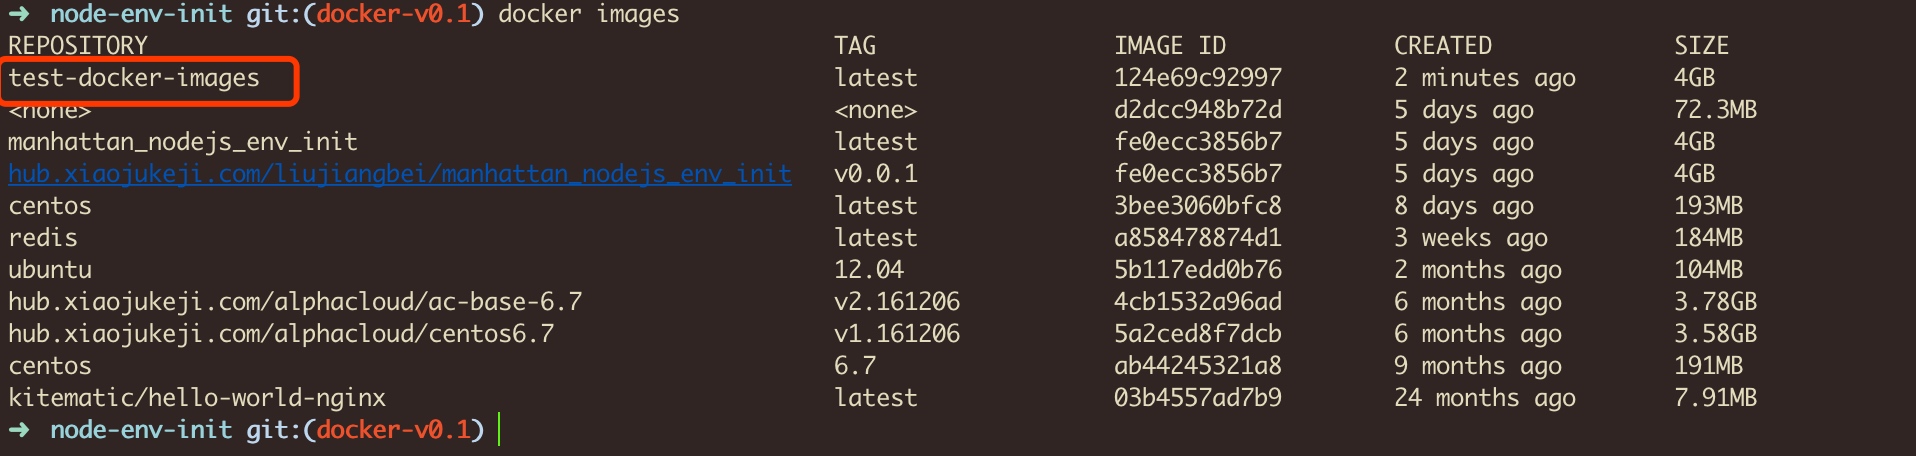 ➜ node-env-init git:(docker-v0.1) docker images
REPOSITORY TAG IMAGE ID CREATED SIZE
test-docker-images latest 124e69c92997 2 minutes ago 4GB
<none> <none> d2dcc948b72d 5 days ago 72.3MB
manhattan_nodejs_env_init latest fe0ecc3856b7 5 days ago 4GB
hub.xiaojukeji.com/liujiangbei/manhattan_nodejs_env_init v0.0.1 fe0ecc3856b7 5 days ago 4GB
centos latest 3bee3060bfc8 8 days ago 193MB
redis latest a858478874d1 3 weeks ago 184MB
ubuntu 12.04 5b117edd0b76 2 months ago 104MB
hub.xiaojukeji.com/alphacloud/ac-base-6.7 v2.161206 4cb1532a96ad 6 months ago 3.78GB
hub.xiaojukeji.com/alphacloud/centos6.7 v1.161206 5a2ced8f7dcb 6 months ago 3.58GB
centos 6.7 ab44245321a8 9 months ago 191MB
kitematic/hello-world-nginx latest 03b4557ad7b9 24 months ago 7.91MB
➜ node-env-init git:(docker-v0.1)